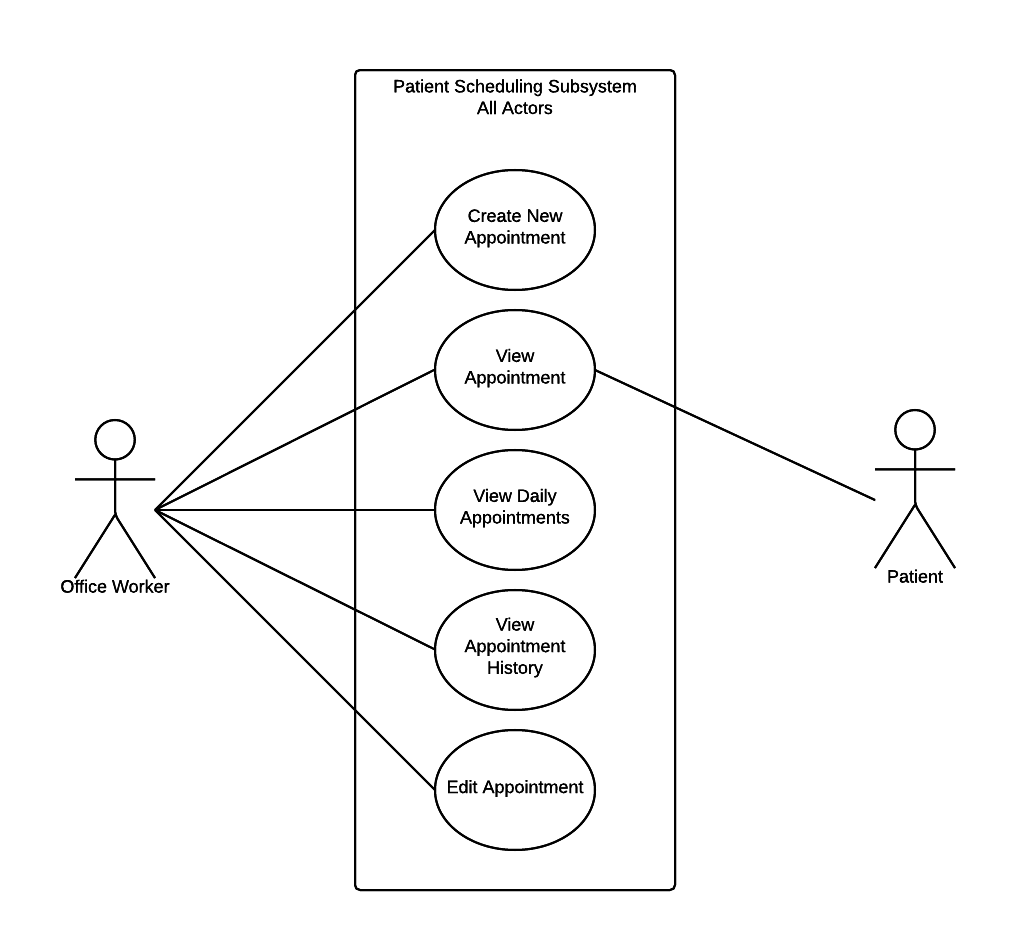 Patient Scheduling Subsystem
All Actors
Create New
Appointment
View
Appointment
View Daily
Appointments
View
Appointment
History
Edit Appointment
Office Worker
Patient